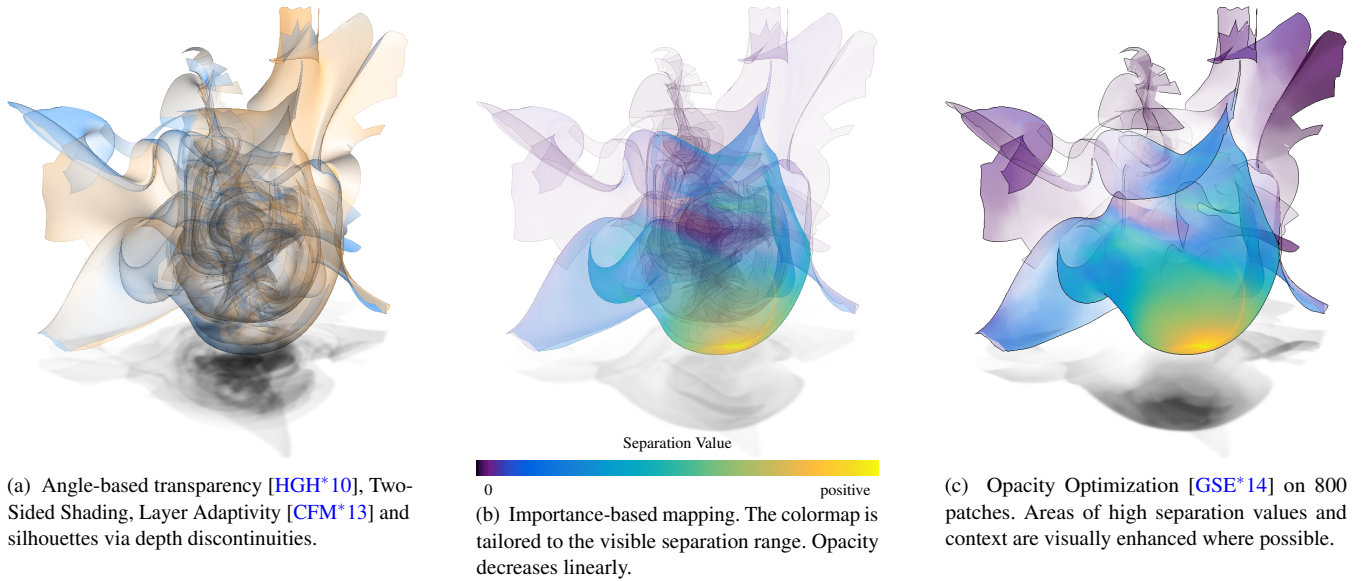 (a) Angle-based transparency [HGH*10], Two-
Sided Shading, Layer Adaptivity [CFM*13] and
silhouettes via depth discontinuities.
Separation Value
0 positive
(b) Importance-based mapping. The colormap is
tailored to the visible separation range. Opacity
decreases linearly.
(c) Opacity Optimization [GSE*14] on 800
patches. Areas of high separation values and
context are visually enhanced where possible.